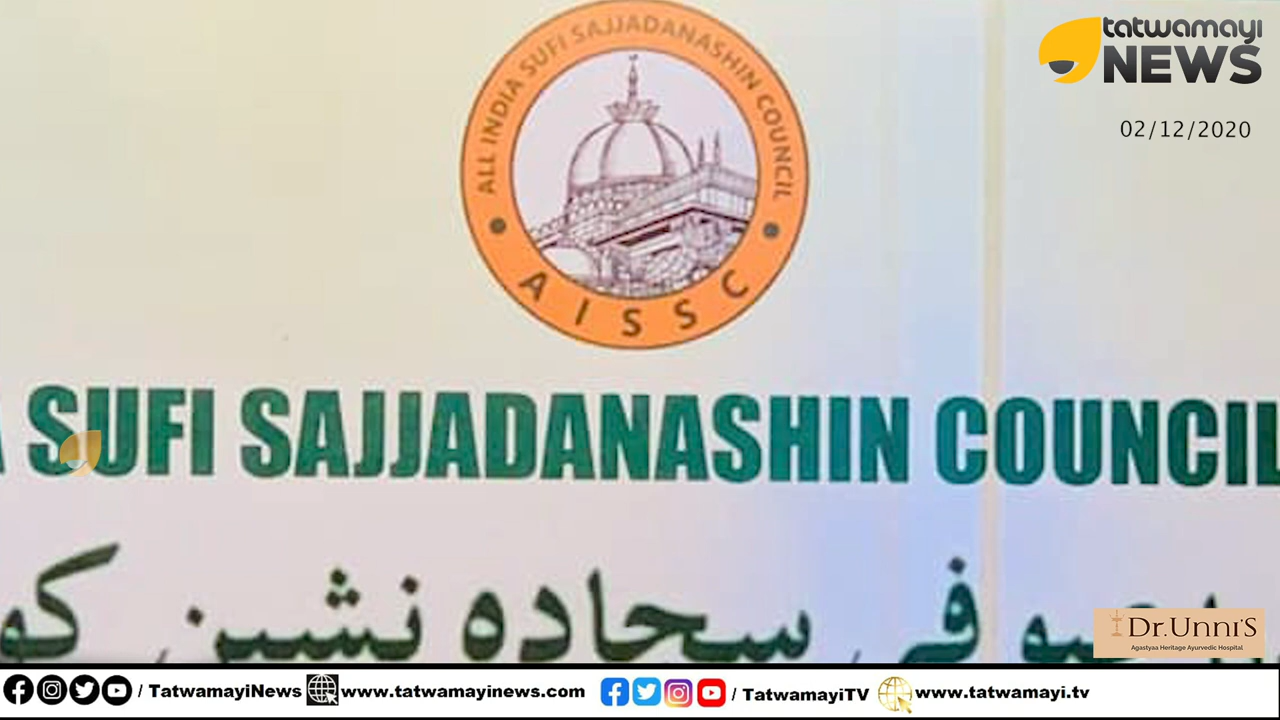 tatwamayi
NEWS
02/12/2020
ALL INDIA SUFI SAJJADANASHIN COUNCIL
AISSC
SUFI SAJJADANASHIN COUNCIL
صوفی سجادہ نشین
Dr.Unni'S
Agastyaa Heritage Ayurvedic Hospital
/ TatwamayiNews www.tatwamayinews.com / TatwamayiTV www.tatwamayi.tv